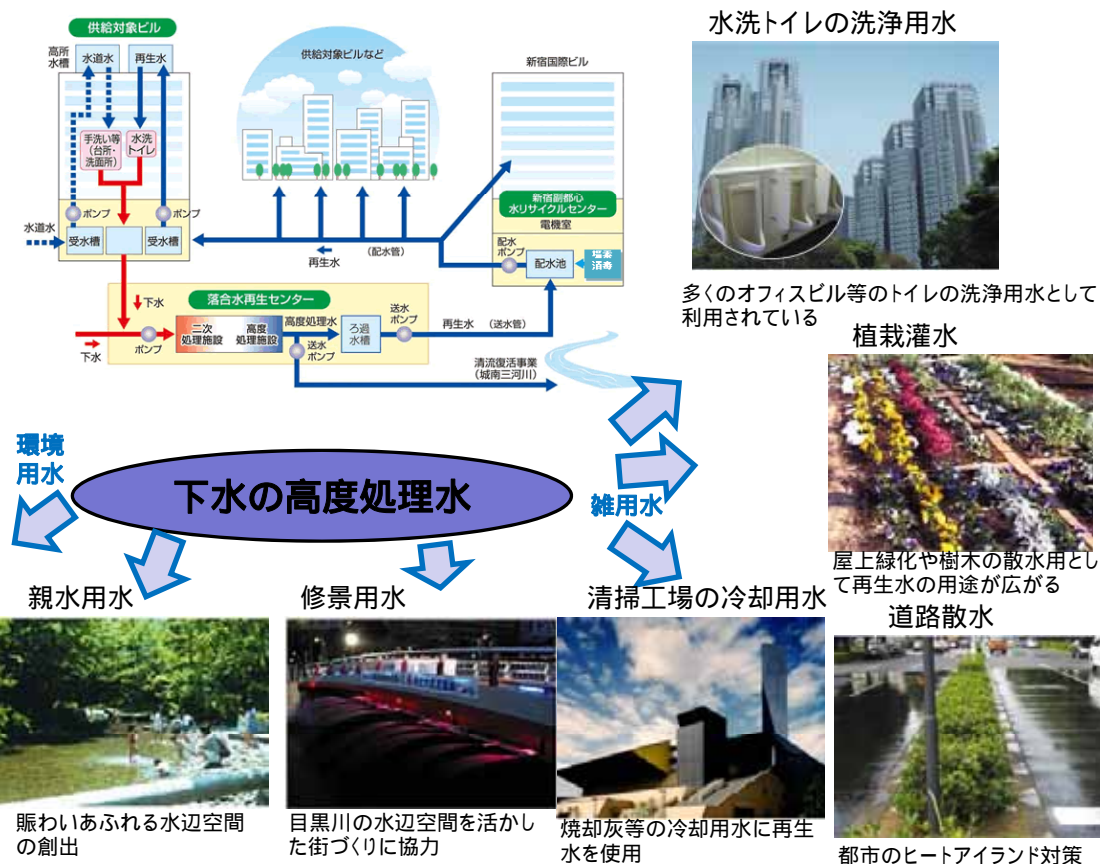 供給対象ビル
高所
水槽
水道水
再生水
手洗い等
(台所・
洗面所)
水洗
トイレ
ポンプ
ポンプ
水道水
受水槽
受水槽
供給対象ビルなど
再生水
(配水管)
新宿国際ビル
新宿副都心
水リサイクルセンター
電機室
配水
ポンプ
配水池
塩素
消毒
落合水再生センター
下水
下水
ポンプ
二次
処理施設
高度
処理施設
高度処理水
送水
ポンプ
ろ過
水槽
送水
ポンプ
再生水 (送水管)
清流復活事業
(城南三河川)
水洗トイレの洗浄用水
多くのオフィスビル等のトイレの洗浄用水として
利用されている
植栽灌水
屋上緑化や樹木の散水用とし
て再生水の用途が広がる
環境
用水
下水の高度処理水
雑用水
親水用水
賑わいあふれる水辺空間
の創出
修景用水
目黒川の水辺空間を活かし
た街づくりに協力
清掃工場の冷却用水
焼却灰等の冷却用水に再生
水を使用
道路散水
都市のヒートアイランド対策